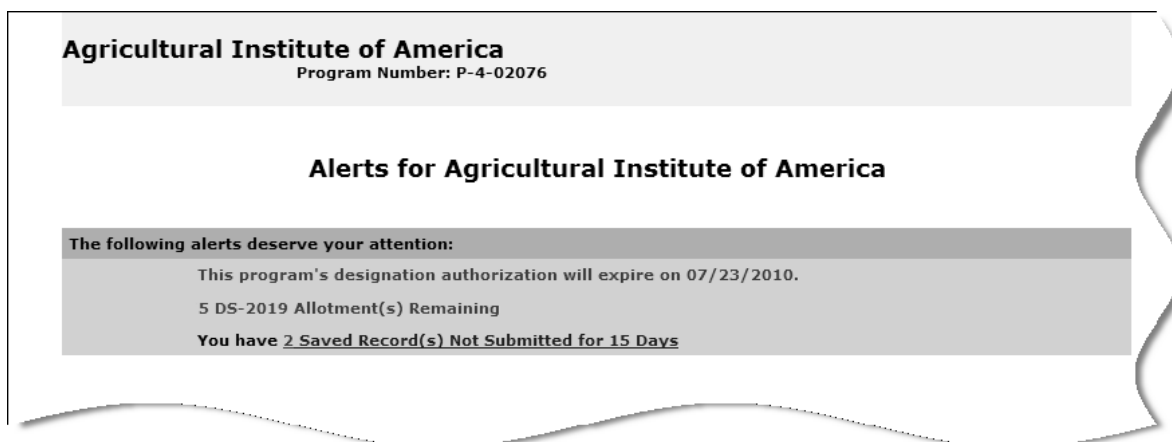 Agricultural Institute of America
Program Number: P-4-02076
Alerts for Agricultural Institute of America
The following alerts deserve your attention:
This program's designation authorization will expire on 07/23/2010.
5 DS-2019 Allotment(s) Remaining
You have 2 Saved Record(s) Not Submitted for 15 Days